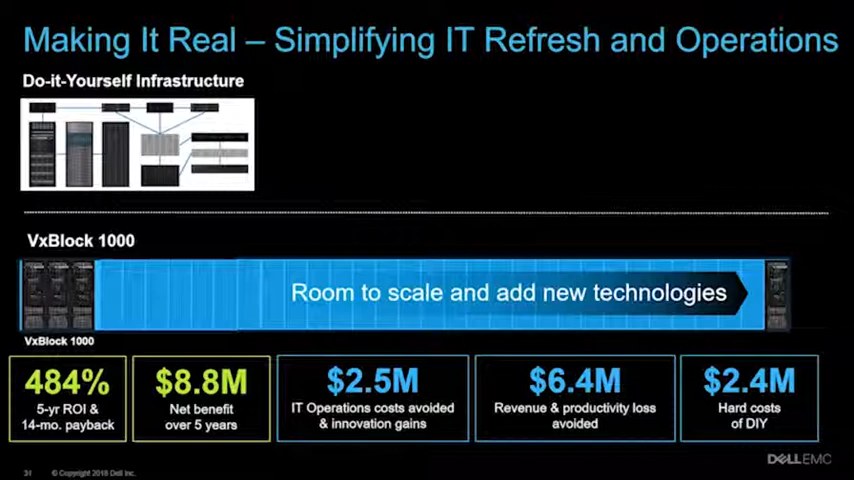 Making It Real – Simplifying IT Refresh and Operations
Do-it-Yourself Infrastructure
VxBlock 1000
Room to scale and add new technologies
VxBlock 1000
484%
5-yr ROI &
14-mo. payback
$8.8M
Net benefit
over 5 years
$2.5M
IT Operations costs avoided
& innovation gains
$6.4M
Revenue & productivity loss
avoided
$2.4M
Hard costs
of DIY
31 © Copyright 2018 Dell Inc.
DELLEMC